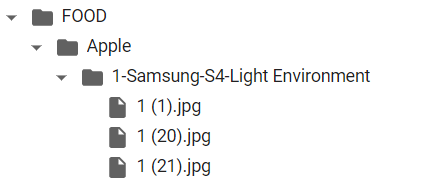 FOOD
Apple
1-Samsung-S4-Light Environment
1 (1).jpg
1 (20).jpg
1 (21).jpg